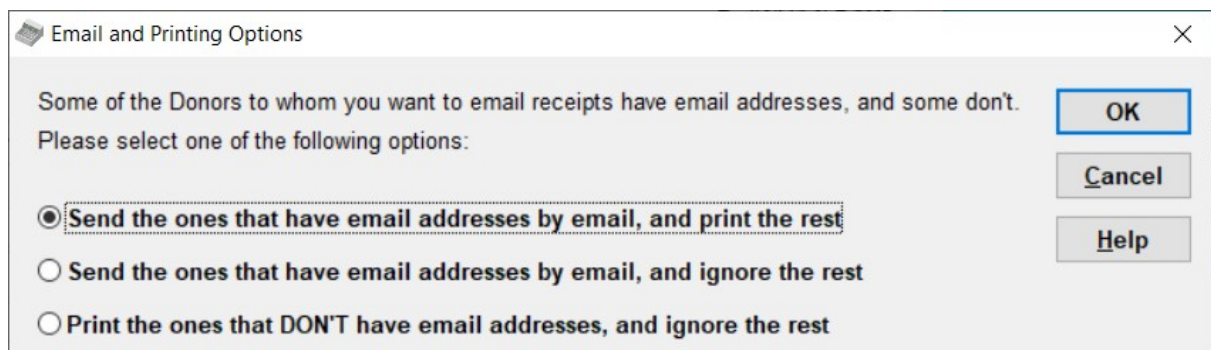 Email and Printing Options
Some of the Donors to whom you want to email receipts have email addresses, and some don't.
Please select one of the following options:
OK
Cancel
Send the ones that have email addresses by email, and print the rest
Help
Send the ones that have email addresses by email, and ignore the rest
Print the ones that DON'T have email addresses, and ignore the rest